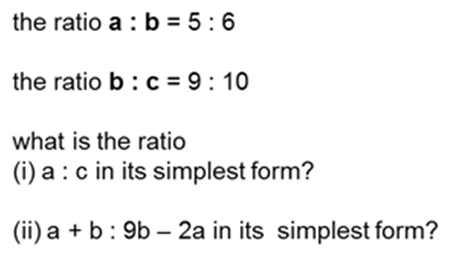 the ratio a : b = 5 : 6
the ratio b : c = 9 : 10
what is the ratio
(i) a : c in its simplest form?
(ii) a + b : 9b – 2a in its simplest form?